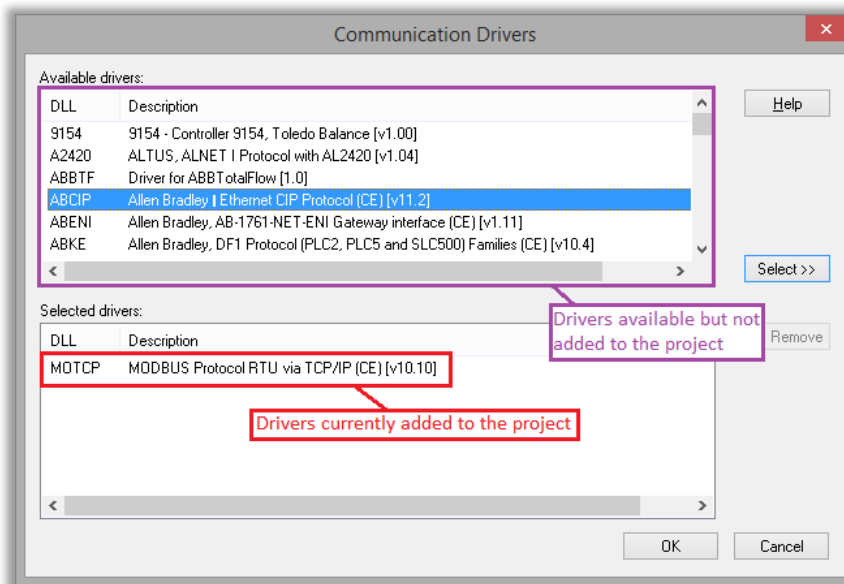 Communication Drivers
Available drivers:
DLL Description
9154 9154 - Controller 9154, Toledo Balance [v1.00]
A2420 ALTUS, ALNET I Protocol with AL2420 [v1.04]
ABBTF Driver for ABBTotalFlow [1.0]
ABCIP Allen Bradley | Ethernet CIP Protocol (CE) [v11.2]
ABENI Allen Bradley, AB-1761-NET-ENI Gateway interface (CE) [v1.11]
ABKE Allen Bradley, DF1 Protocol (PLC2, PLC5 and SLC500) Families (CE) [v10.4]
Help
Select >>
Drivers available but not
added to the project
Selected drivers:
DLL Description
MOTCP MODBUS Protocol RTU via TCP/IP (CE) [v10.10]
Remove
Drivers currently added to the project
OK
Cancel